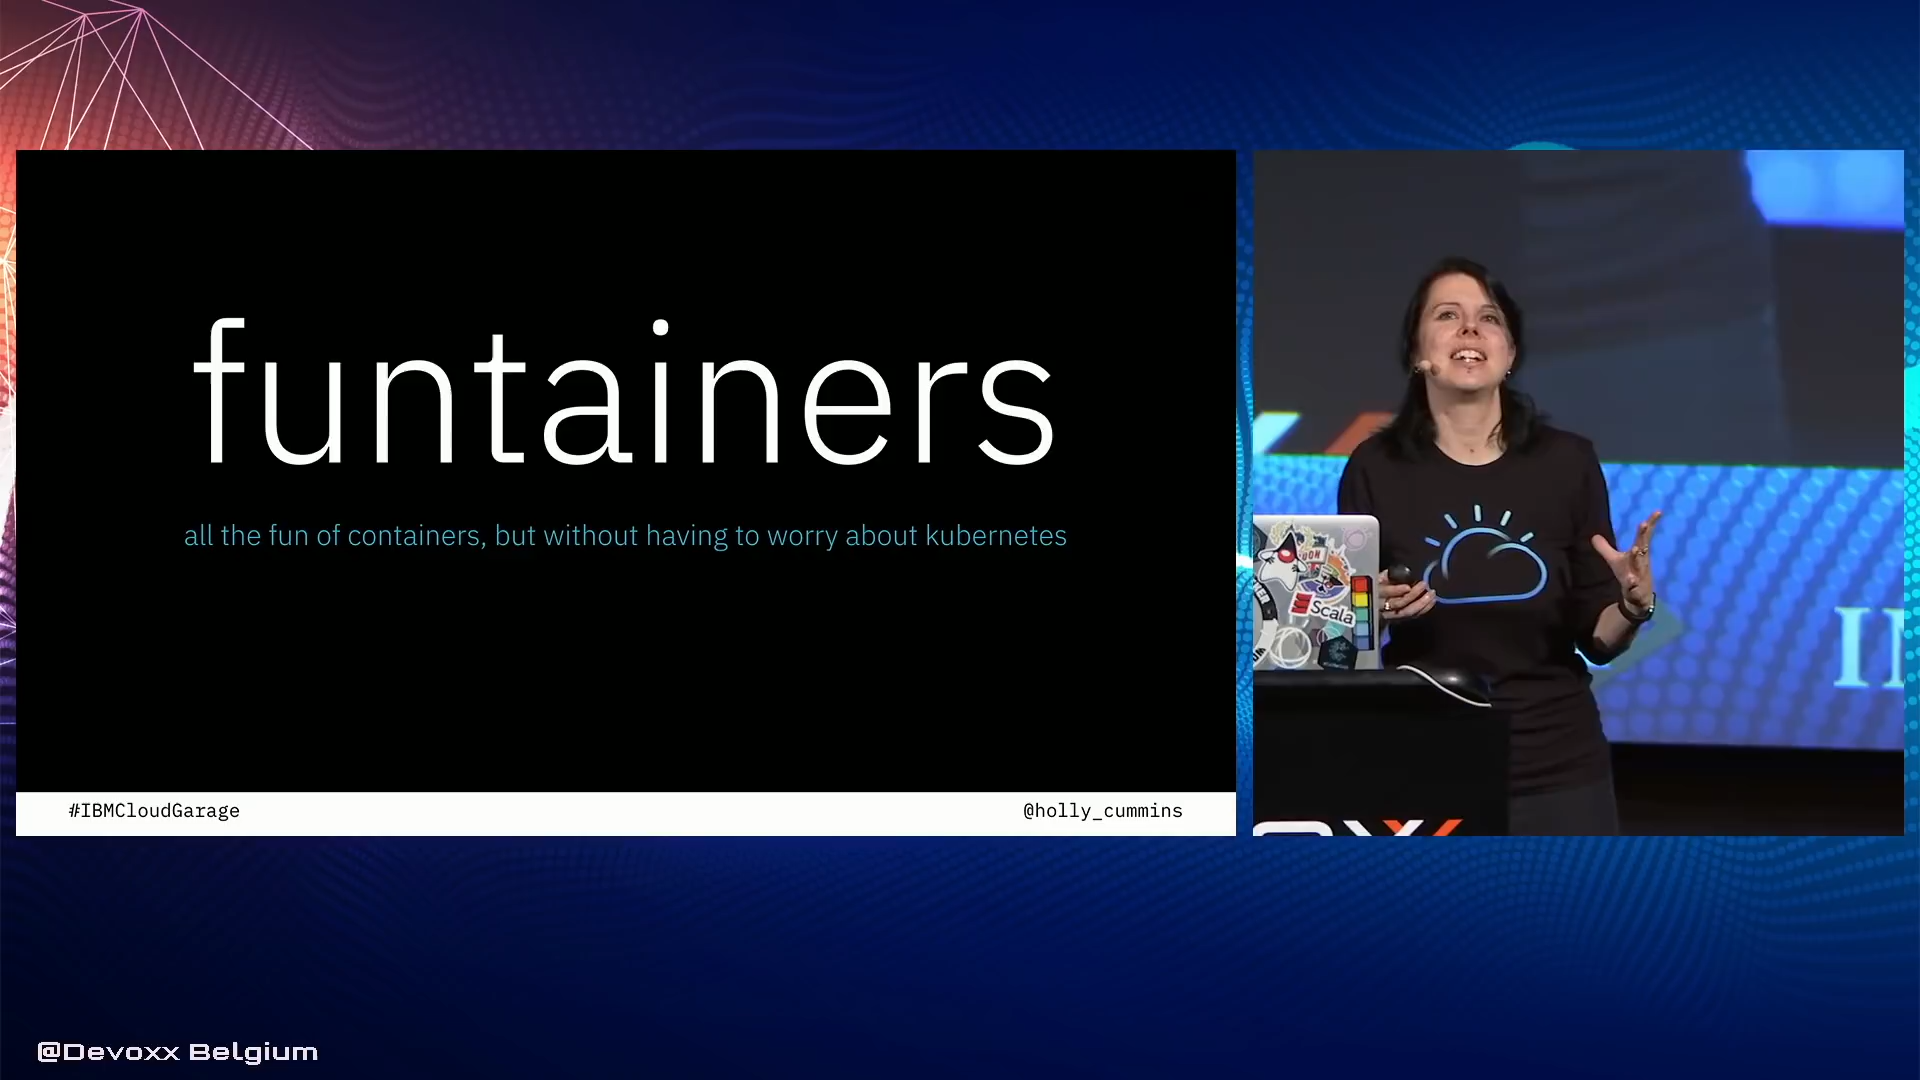 funtainers
all the fun of containers, but without having to worry about kubernetes
#IBMCloudGarage
@holly_cummins
Scala
@Devoxx Belgium